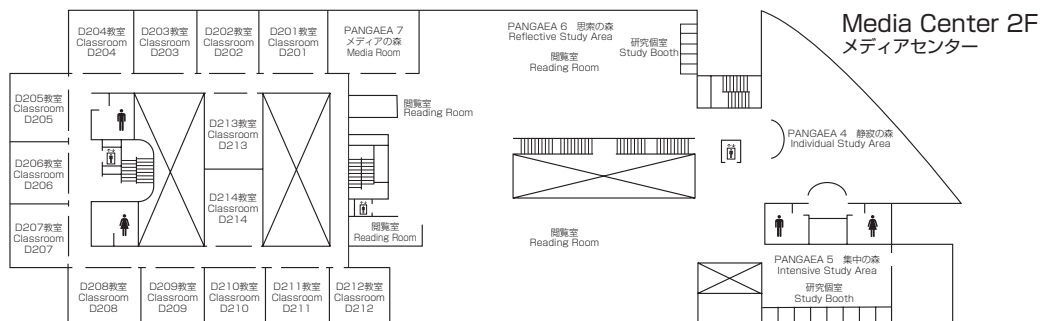 Media Center 2F
メディアセンター
D204教室
Classroom
D204
D203教室
Classroom
D203
D202教室
Classroom
D202
D201教室
Classroom
D201
PANGAEA 7
メディアの森
Media Room
PANGAEA 6 思索の森
Reflective Study Area
閲覧室
Reading Room
研究個室
Study Booth
D205教室
Classroom
D205
D206教室
Classroom
D206
D207教室
Classroom
D207
D213教室
Classroom
D213
D214教室
Classroom
D214
閲覧室
Reading Room
閲覧室
Reading Room
PANGAEA 4 静寂の森
Individual Study Area
閲覧室
Reading Room
PANGAEA 5 集中の森
Intensive Study Area
研究個室
Study Booth
D208教室
Classroom
D208
D209教室
Classroom
D209
D210教室
Classroom
D210
D211教室
Classroom
D211
D212教室
Classroom
D212